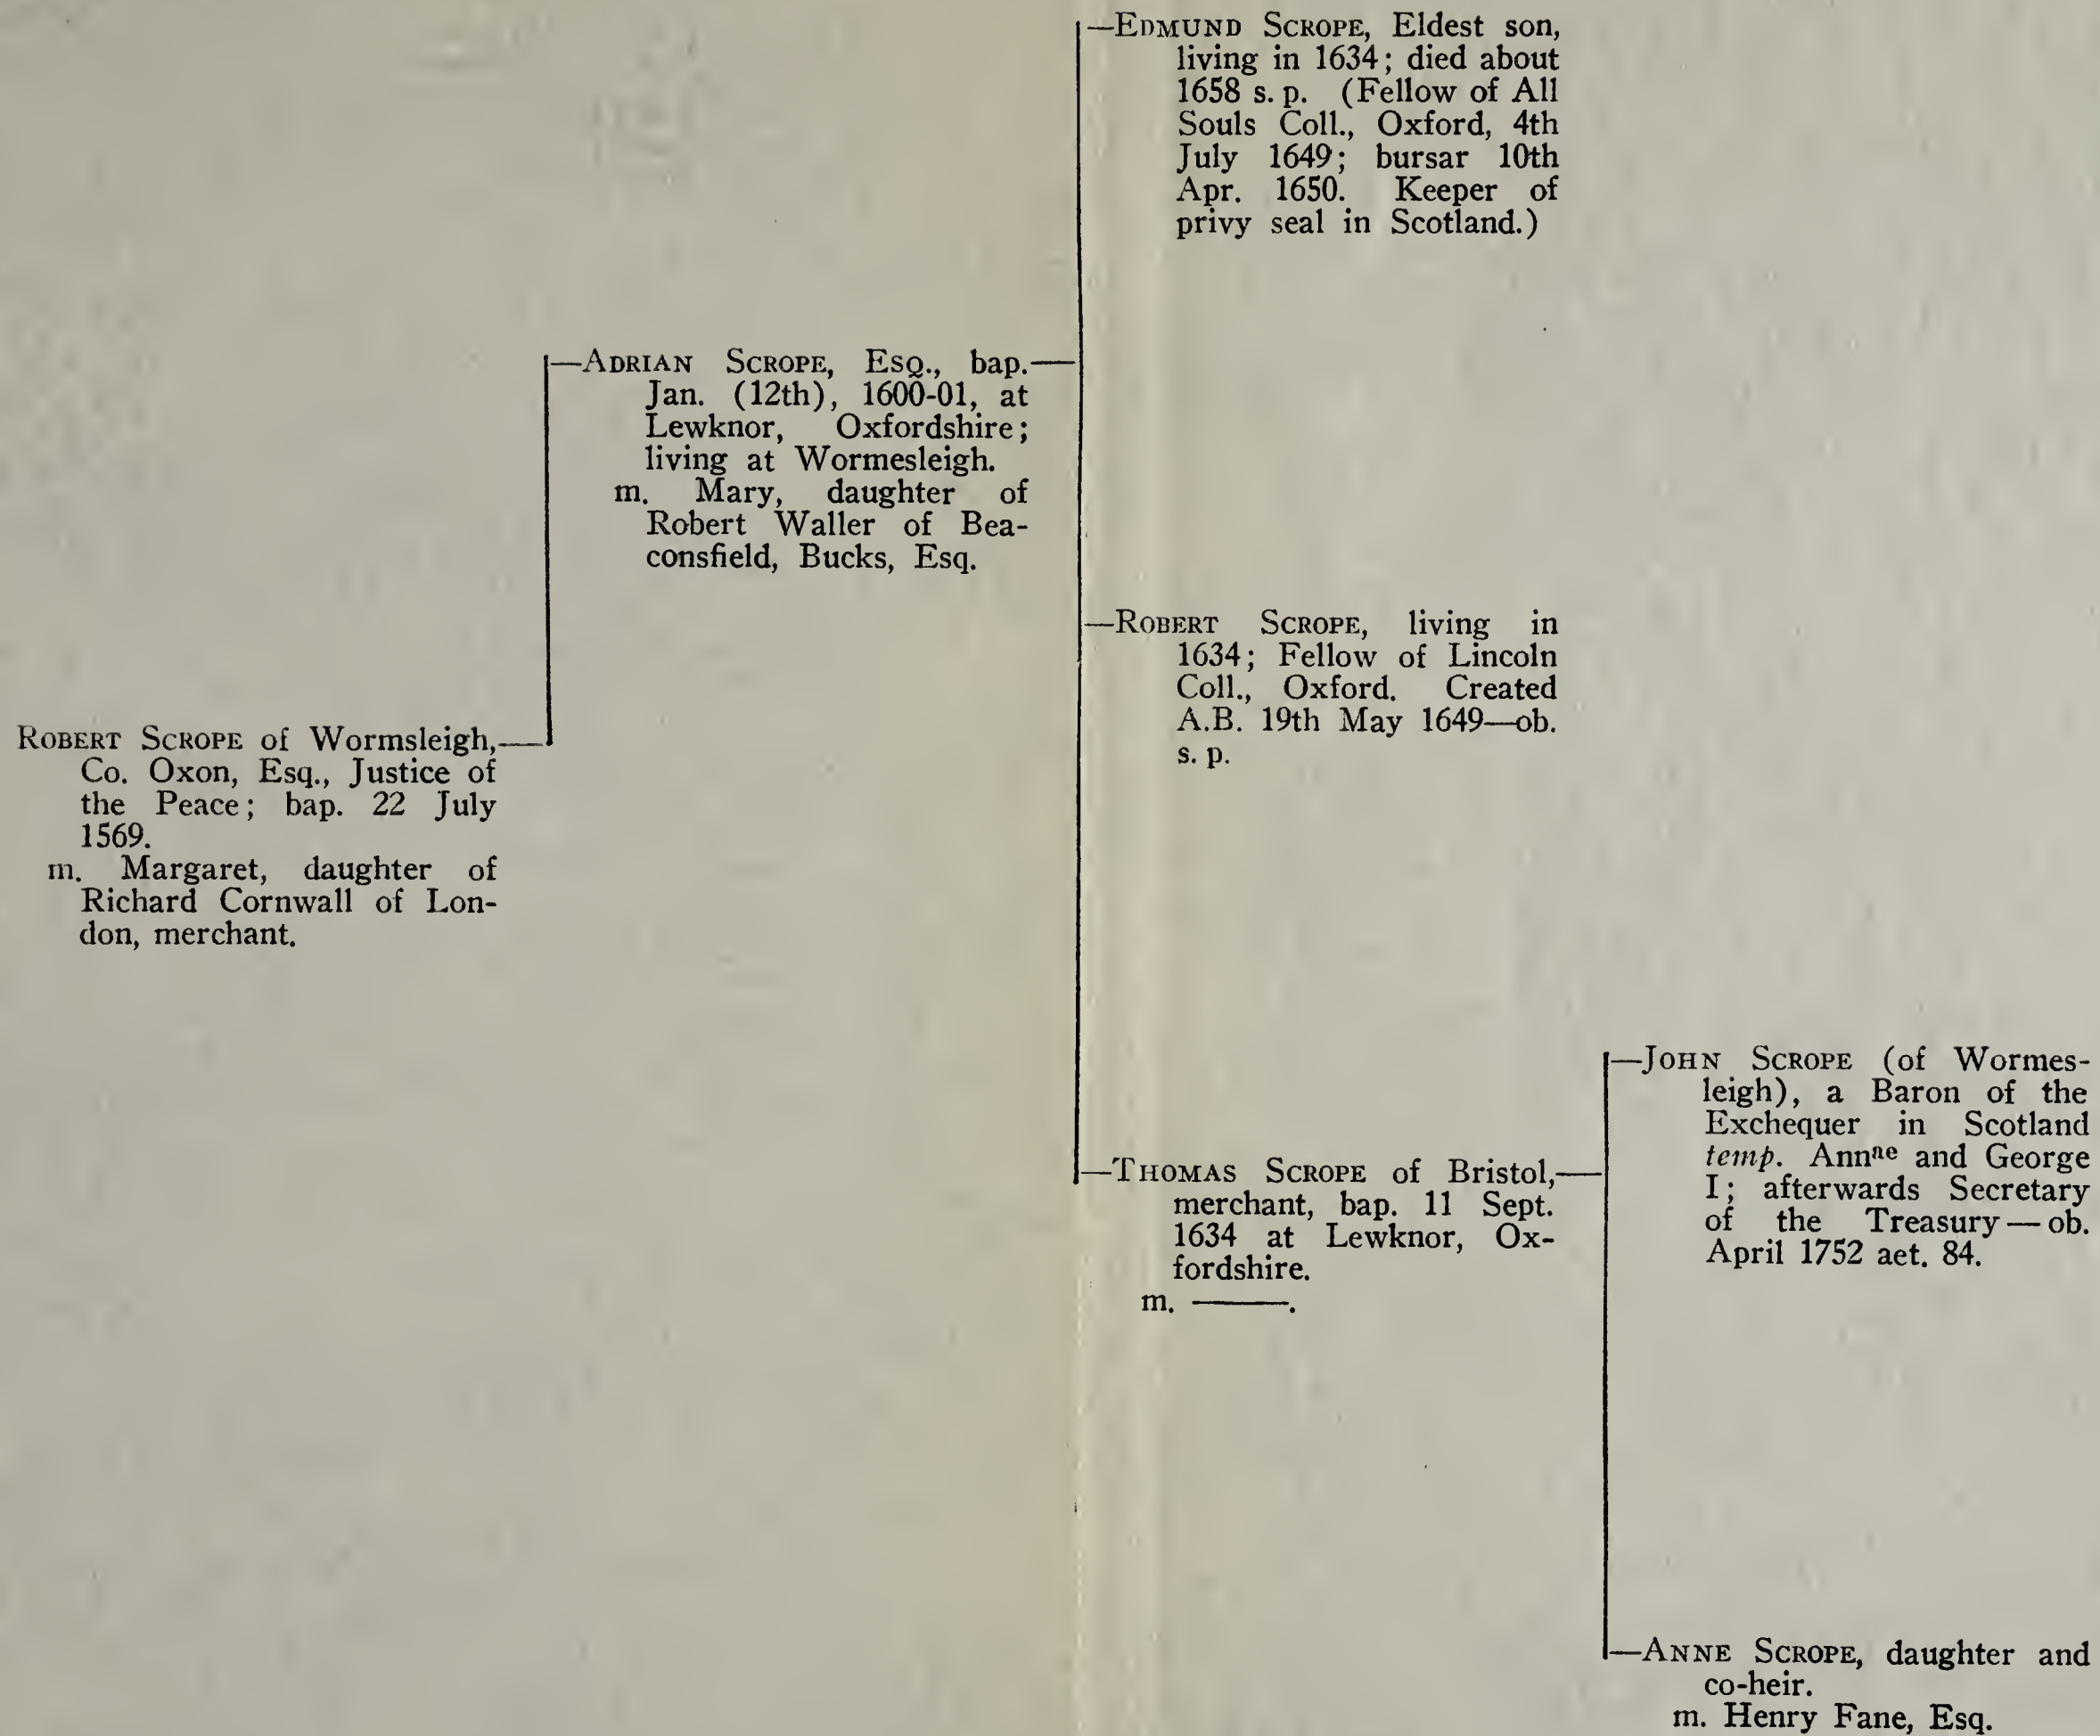 ROBERT SCROPE of Wormsleigh,—
Co. Oxon, Esq., Justice of
the Peace; bap. 22 July
1569.
m. Margaret, daughter of
Richard Cornwall of Lon-
don, merchant.
—ADRIAN SCROPE, ESQ., bap.—
Jan. (12th), 1600-01, at
Lewknor, Oxfordshire;
living at Wormesleigh.
m. Mary, daughter of
Robert Waller of Bea-
consfield, Bucks, Esq.
—EDMUND SCROPE, Eldest son,
living in 1634; died about
1658 s. p. (Fellow of All
Souls Coll., Oxford, 4th
July 1649; bursar 10th
Apr. 1650. Keeper of
privy seal in Scotland.)
—ROBERT SCROPE, living in
1634; Fellow of Lincoln
Coll., Oxford. Created
A.B. 19th May 1649—ob.
s. p.
—THOMAS SCROPE of Bristol,—
merchant, bap. 11 Sept.
1634 at Lewknor, Ox-
fordshire.
m. ———.
—JOHN SCROPE (of Wormes-
leigh), a Baron of the
Exchequer in Scotland
temp. Annⁿᵉ and George
I; afterwards Secretary
of the Treasury—ob.
April 1752 aet. 84.
—ANNE SCROPE, daughter and
co-heir.
m. Henry Fane, Esq.